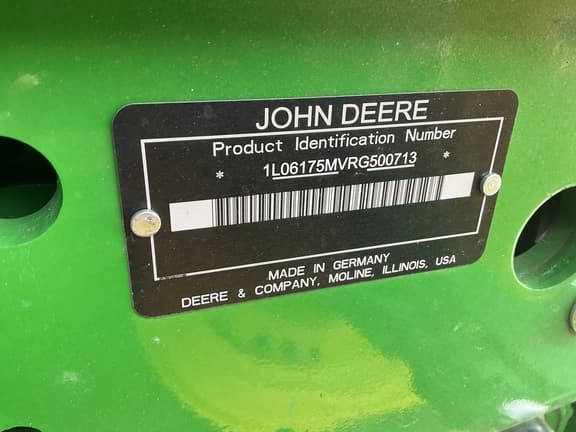 JOHN DEERE
Product Identification Number
* 1L06175MVRG500713 *
MADE IN GERMANY
DEERE & COMPANY, MOLINE, ILLINOIS, USA